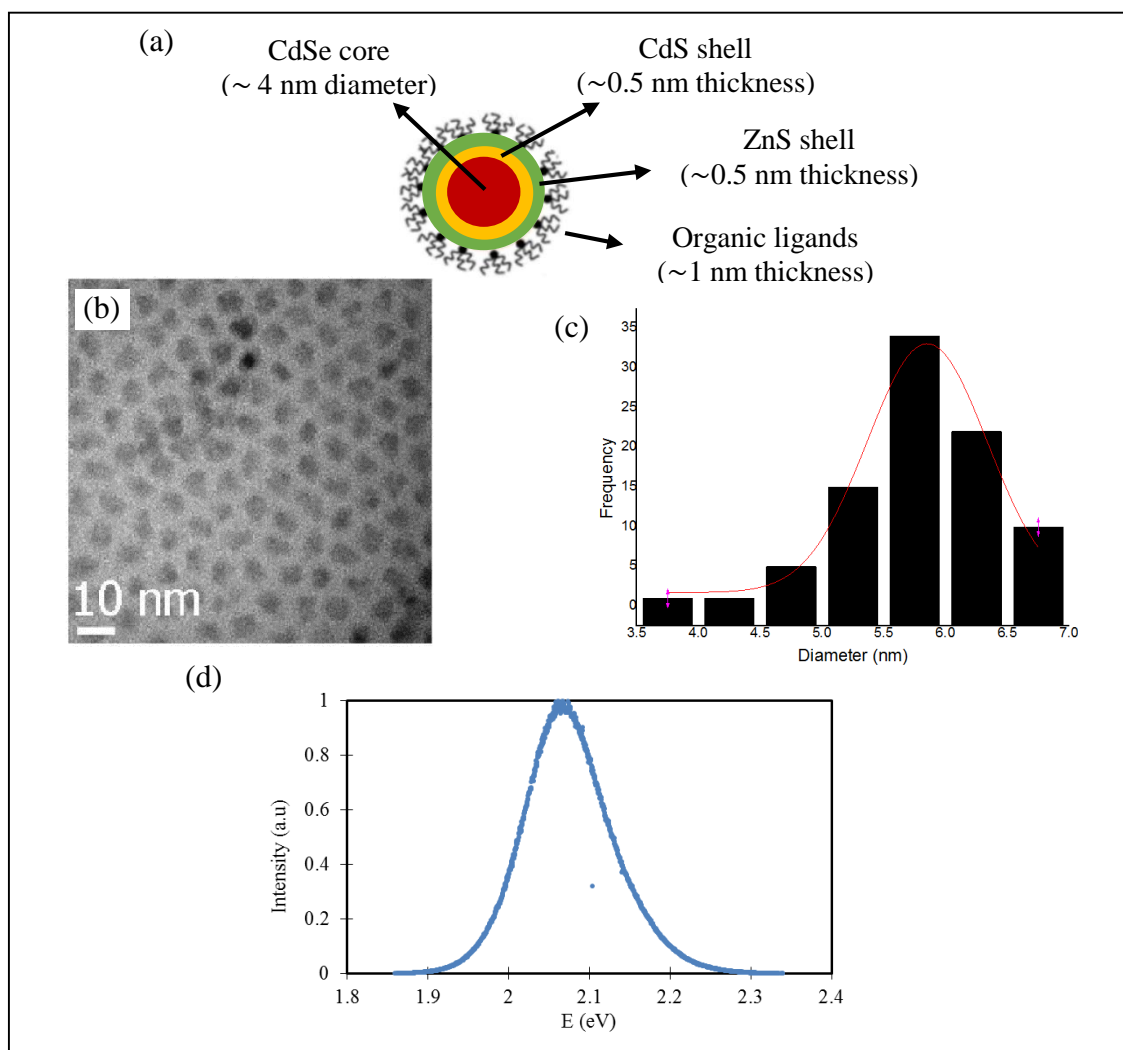 (a)
CdSe core
(~ 4 nm diameter)
CdS shell
(~0.5 nm thickness)
ZnS shell
(~0.5 nm thickness)
Organic ligands
(~1 nm thickness)
(b)
10 nm
(c)
35
30
25
20
15
10
5
0
Frequency
3.5 4.0 4.5 5.0 5.5 6.0 6.5 7.0
Diameter (nm)
(d)
1
0.8
0.6
0.4
0.2
0
Intensity (a.u)
1.8 1.9 2 2.1 2.2 2.3 2.4
E (eV)